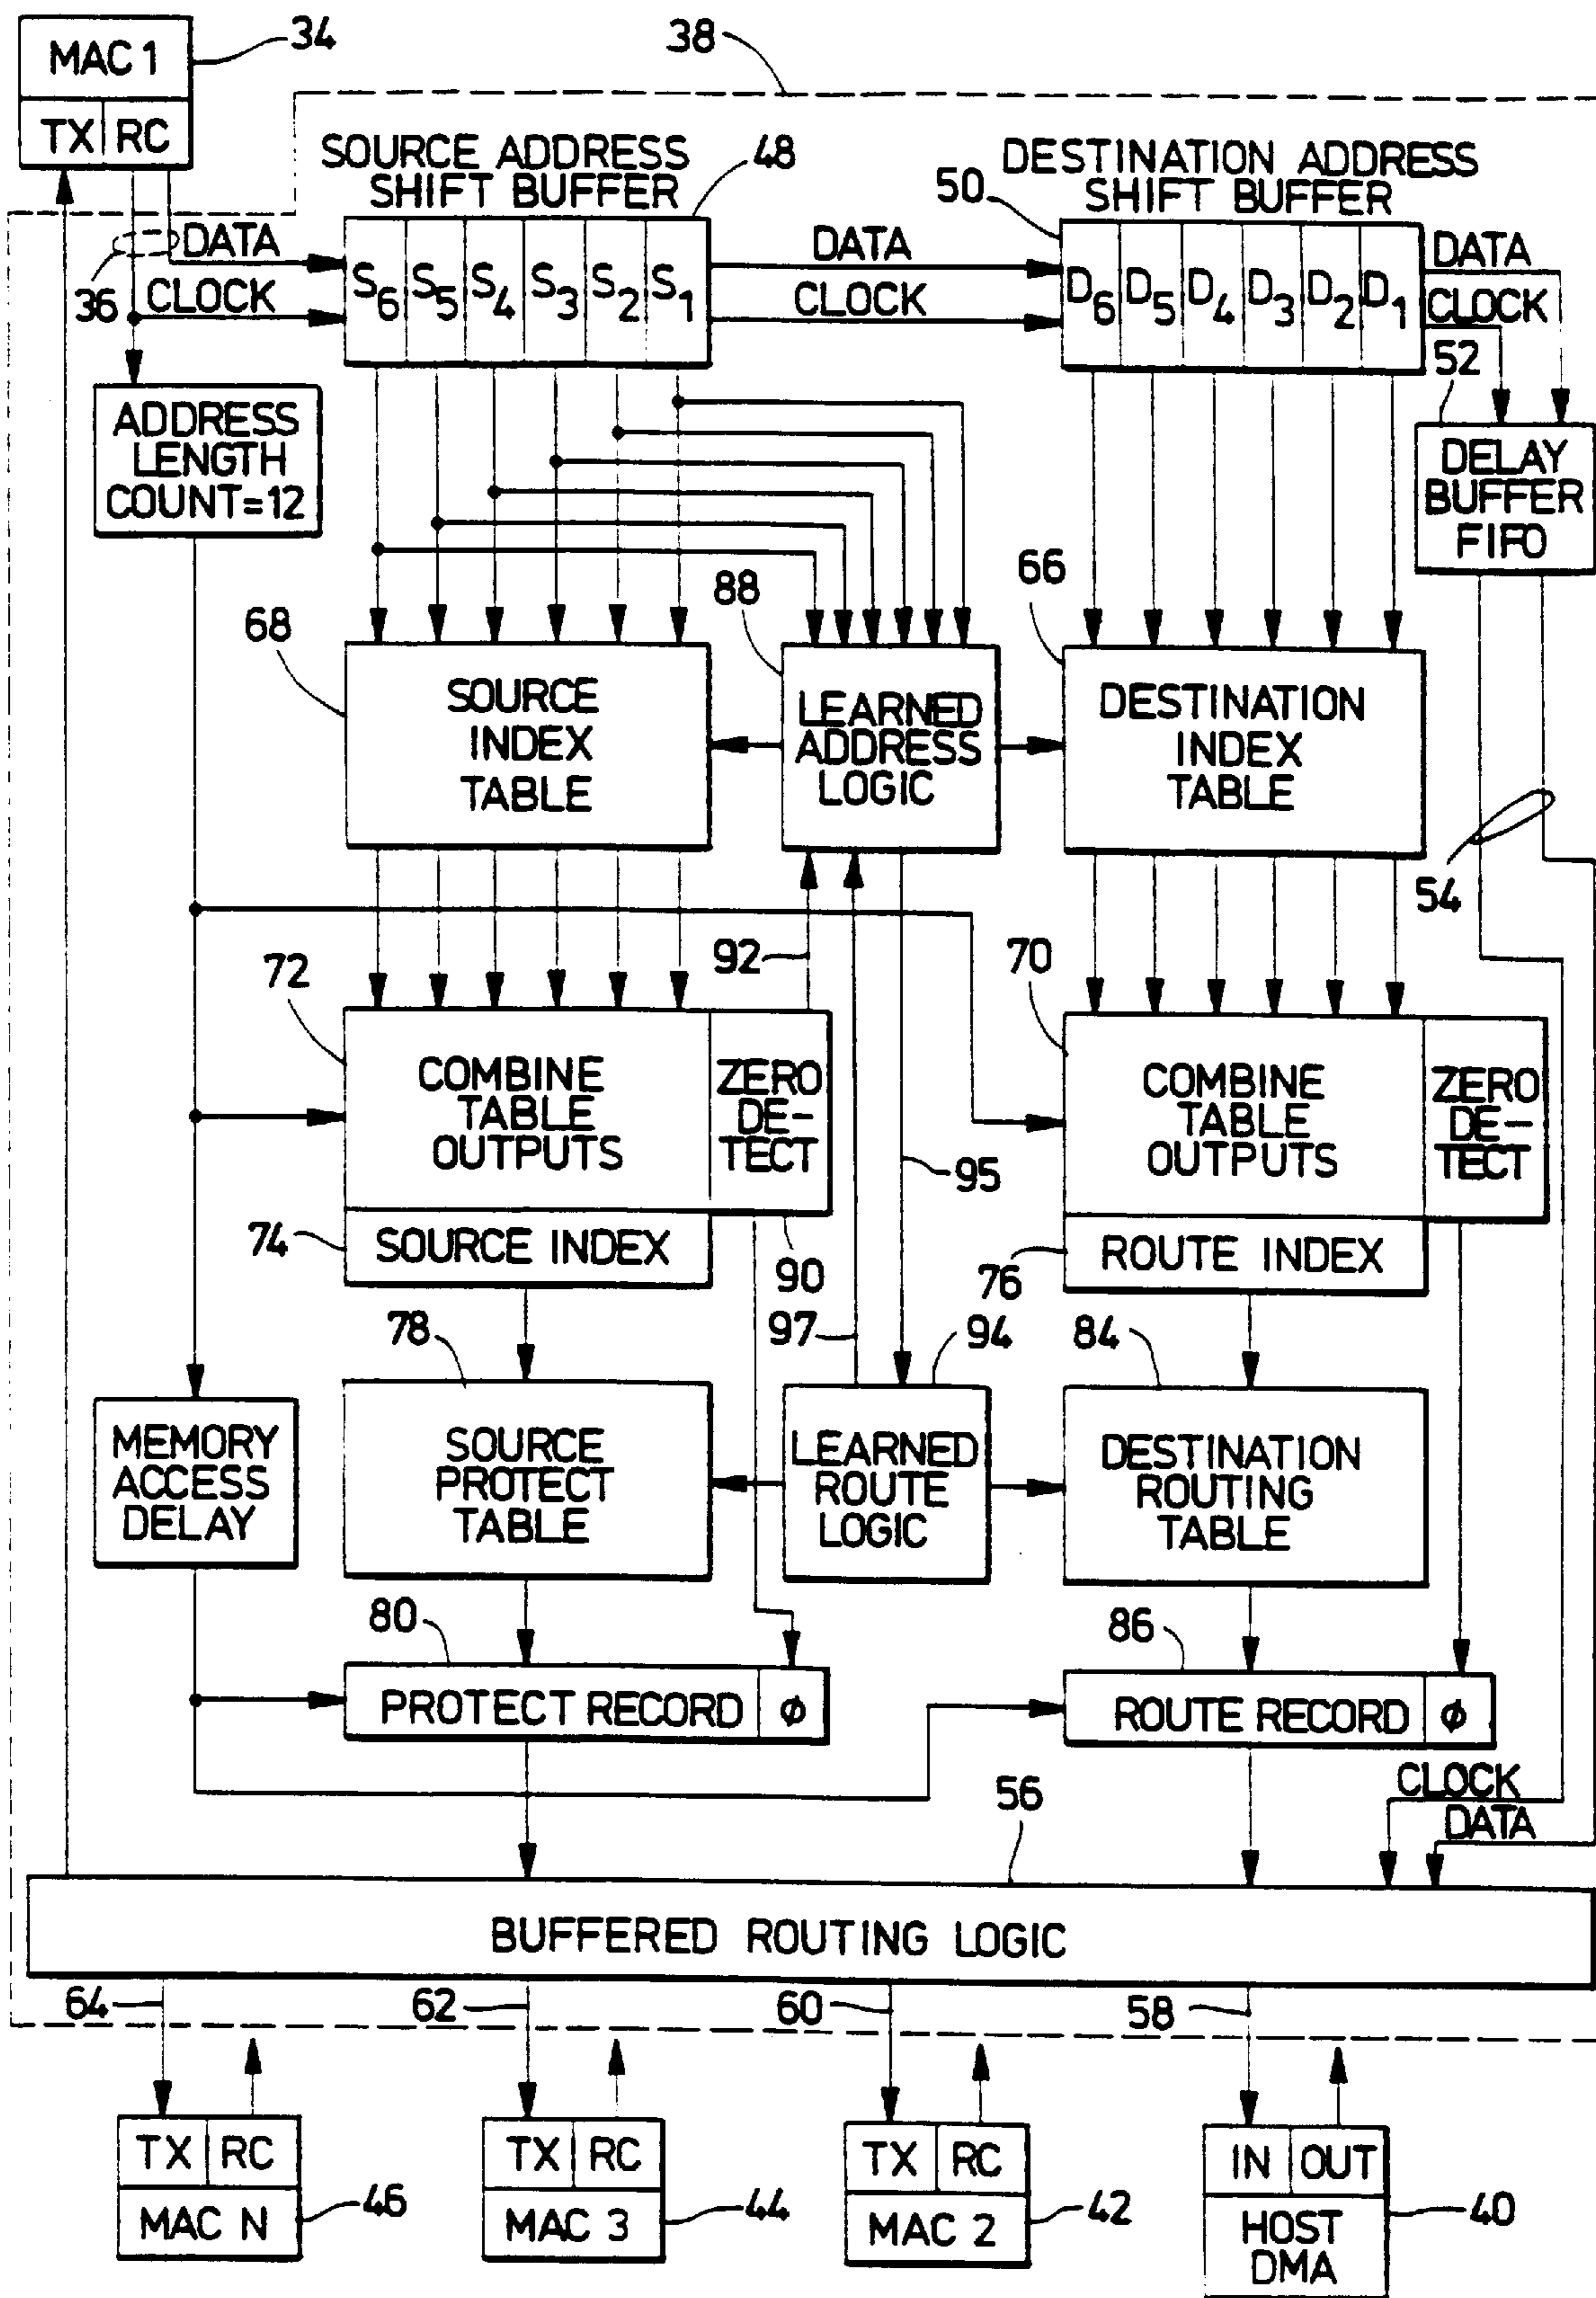 MAC 1
34
TX RC
38
SOURCE ADDRESS
SHIFT BUFFER
48
DESTINATION ADDRESS
SHIFT BUFFER
50
36
DATA
CLOCK
S6 S5 S4 S3 S2 S1
DATA
CLOCK
D6 D5 D4 D3 D2 D1
DATA
CLOCK
52
ADDRESS
LENGTH
COUNT=12
DELAY
BUFFER
FIFO
68
88
66
SOURCE
INDEX
TABLE
LEARNED
ADDRESS
LOGIC
DESTINATION
INDEX
TABLE
54
72
92
70
COMBINE
TABLE
OUTPUTS
ZERO
DE-
TECT
95
COMBINE
TABLE
OUTPUTS
ZERO
DE-
TECT
74
SOURCE INDEX
90
76
ROUTE INDEX
78
97
94
84
MEMORY
ACCESS
DELAY
SOURCE
PROTECT
TABLE
LEARNED
ROUTE
LOGIC
DESTINATION
ROUTING
TABLE
80
86
PROTECT RECORD ϕ
ROUTE RECORD ϕ
CLOCK
DATA
56
BUFFERED ROUTING LOGIC
64
62
60
58
TX RC
MAC N
46
TX RC
MAC 3
44
TX RC
MAC 2
42
IN OUT
HOST
DMA
40